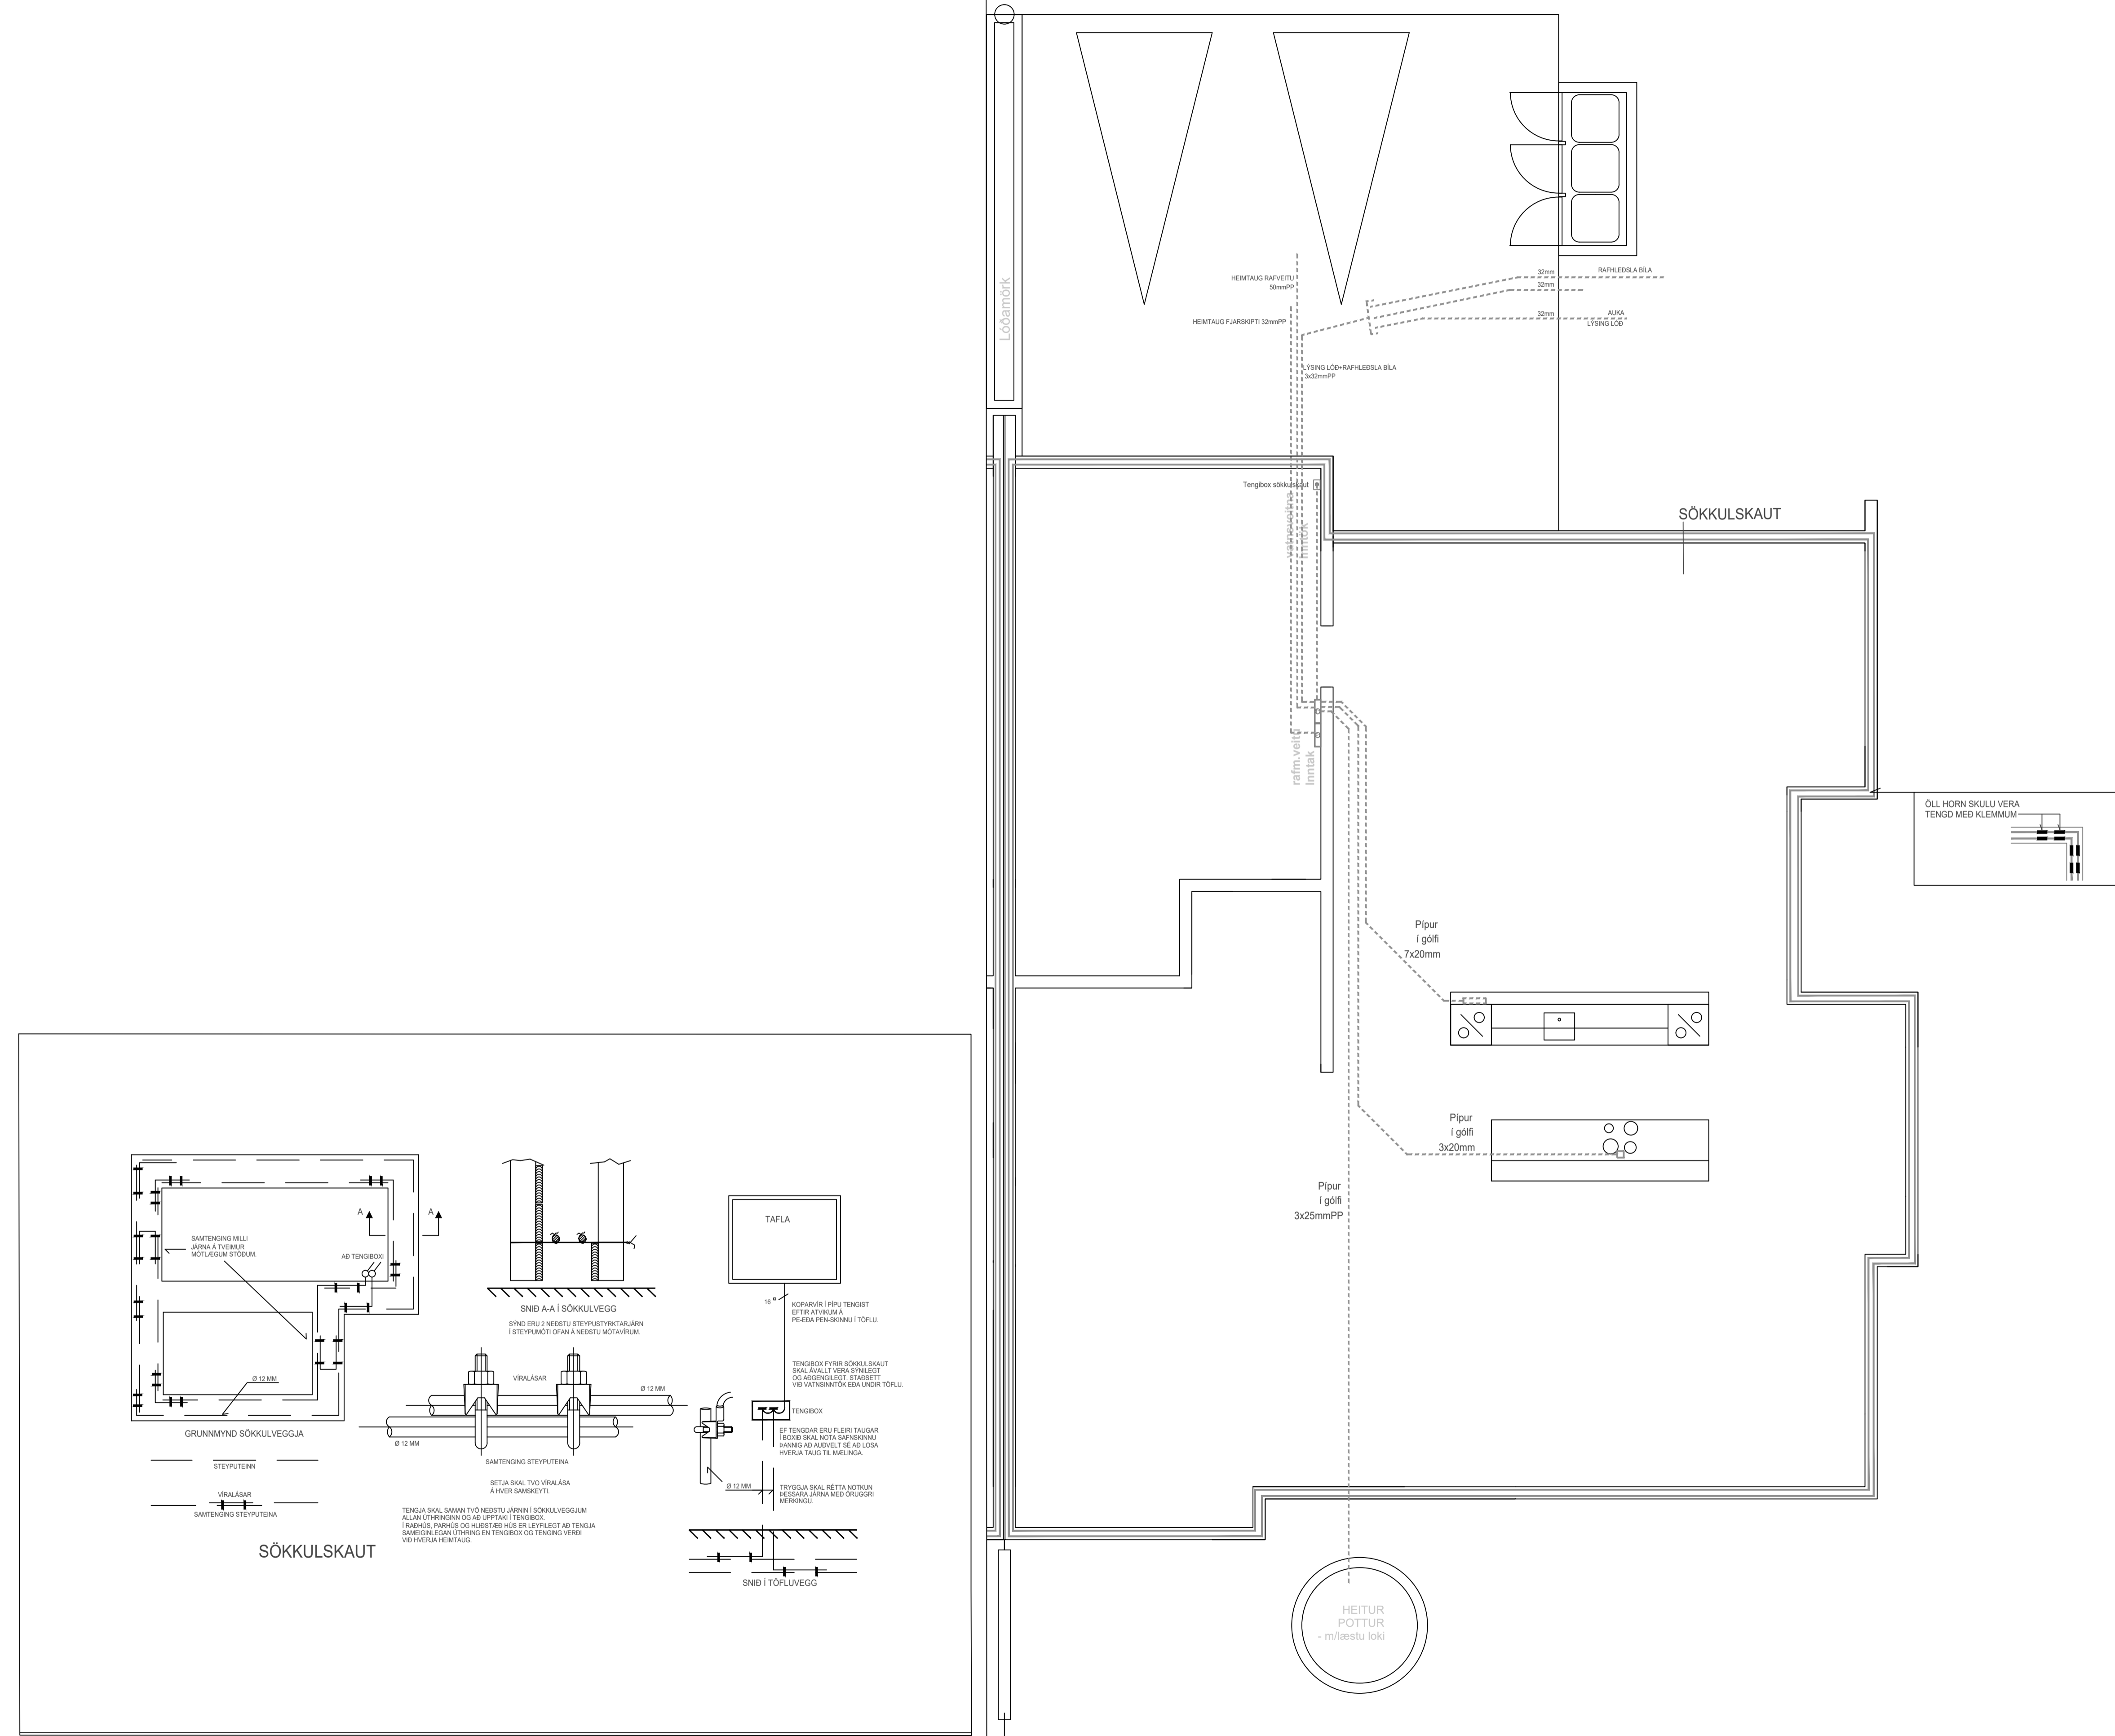 Lóðamörk
HEIMTAUG RAFVEITU
50mmPP
HEIMTAUG FJARSKIPTI 32mmPP
32mm
RAFHLEÐSLA BÍLA
32mm
32mm
AUKA
LÝSING LÓÐ
LÝSING LÓÐ+RAFHLEÐSLA BÍLA
3x32mmPP
Tengibox sökkulskaut
vatnsveitna
Inntök
SÖKKULSKAUT
rafm.veitu
Inntak
ÖLL HORN SKULU VERA
TENGD MEÐ KLEMMUM
Pípur
í gólfi
7x20mm
Pípur
í gólfi
3x20mm
Pípur
í gólfi
3x25mmPP
HEITUR
POTTUR
- m/læstu loki
A
A
SAMTENGING MILLI
JÁRNA Á TVEIMUR
MÓTLÆGUM STÖÐUM.
AÐ TENGIBOXI
Ø 12 MM
GRUNNMYND SÖKKULVEGGJA
STEYPUTEINN
VÍRALÁSAR
SAMTENGING STEYPUTEINA
SÖKKULSKAUT
SNIÐ A-A Í SÖKKULVEGG
SÝND ERU 2 NEÐSTU STEYPUSTYRKTARJÁRN
Í STEYPUMÓTI OFAN Á NEÐSTU MÓTAVÍRUM.
VÍRALÁSAR
Ø 12 MM
Ø 12 MM
SAMTENGING STEYPUTEINA
SETJA SKAL TVO VÍRALÁSA
Á HVER SAMSKEYTI.
TENGJA SKAL SAMAN TVÖ NEÐSTU JÁRNIN Í SÖKKULVEGGJUM
ALLAN ÚTHRINGINN OG AÐ UPPTAKI Í TENGIBOX.
Í RAÐHÚS, PARHÚS OG HLIÐSTÆÐ HÚS ER LEYFILEGT AÐ TENGJA
SAMEIGINLEGAN ÚTHRING EN TENGIBOX OG TENGING VERÐI
VIÐ HVERJA HEIMTAUG.
TAFLA
16 ▫
KOPARVÍR Í PÍPU TENGIST
EFTIR ATVIKUM Á
PE-EÐA PEN-SKINNU Í TÖFLU.
TENGIBOX FYRIR SÖKKULSKAUT
SKAL ÁVALLT VERA SÝNILEGT
OG AÐGENGILEGT. STAÐSETT
VIÐ VATNSINNTÖK EÐA UNDIR TÖFLU.
TENGIBOX
EF TENGDAR ERU FLEIRI TAUGAR
Í BOXIÐ SKAL NOTA SAFNSKINNU
ÞANNIG AÐ AUÐVELT SÉ AÐ LOSA
HVERJA TAUG TIL MÆLINGA.
Ø 12 MM
TRYGGJA SKAL RÉTTA NOTKUN
ÞESSARA JÁRNA MEÐ ÖRUGGRI
MERKINGU.
SNIÐ Í TÖFLUVEGG